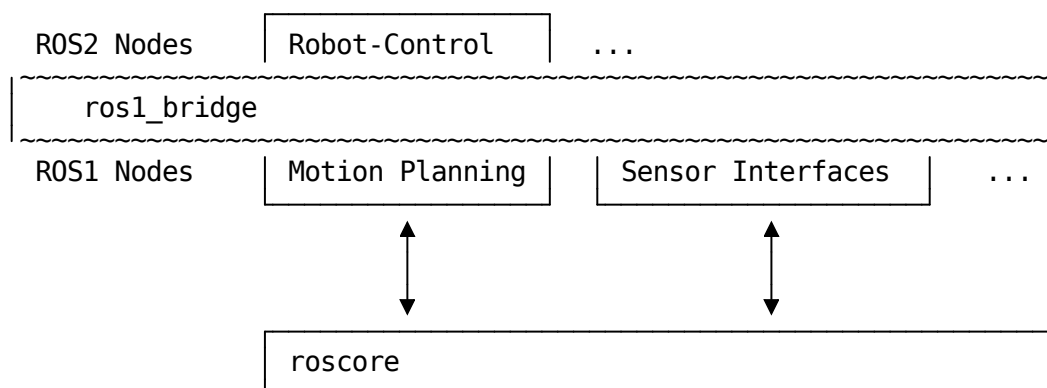 ROS2 Nodes Robot-Control ...
ros1_bridge
ROS1 Nodes Motion Planning Sensor Interfaces ...
roscore